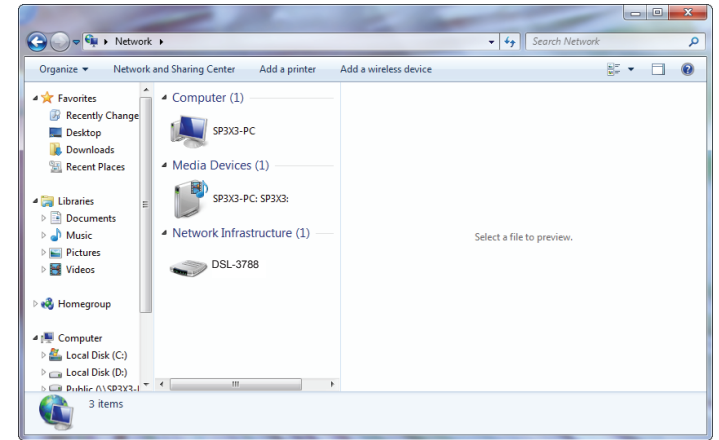 Network
Search Network
Organize Network and Sharing Center Add a printer Add a wireless device
Favorites
Recently Change
Desktop
Downloads
Recent Places
Libraries
Documents
Music
Pictures
Videos
Homegroup
Computer
Local Disk (C:)
Local Disk (D:)
Public (\\SP3X3-
Computer (1)
SP3X3-PC
Media Devices (1)
SP3X3-PC: SP3X3:
Network Infrastructure (1)
DSL-3788
Select a file to preview.
3 items